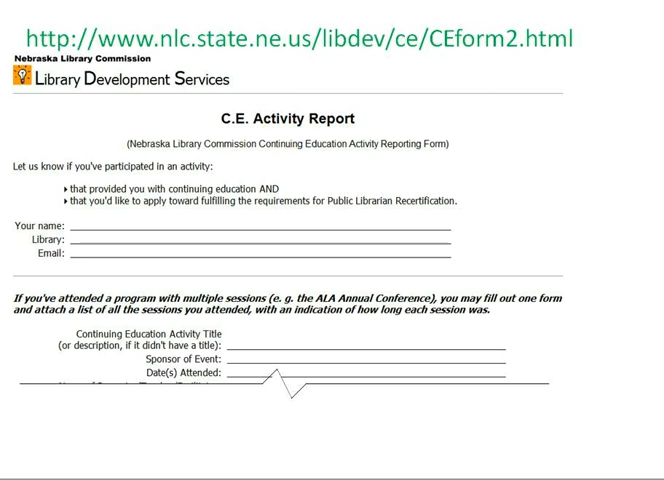 http://www.nlc.state.ne.us/libdev/ce/CEform2.html
Nebraska Library Commission
Library Development Services
C.E. Activity Report
(Nebraska Library Commission Continuing Education Activity Reporting Form)
Let us know if you've participated in an activity:
that provided you with continuing education AND
that you'd like to apply toward fulfilling the requirements for Public Librarian Recertification.
Your name:
Library:
Email:
If you've attended a program with multiple sessions (e. g. the ALA Annual Conference), you may fill out one form
and attach a list of all the sessions you attended, with an indication of how long each session was.
Continuing Education Activity Title
(or description, if it didn't have a title):
Sponsor of Event:
Date(s) Attended: